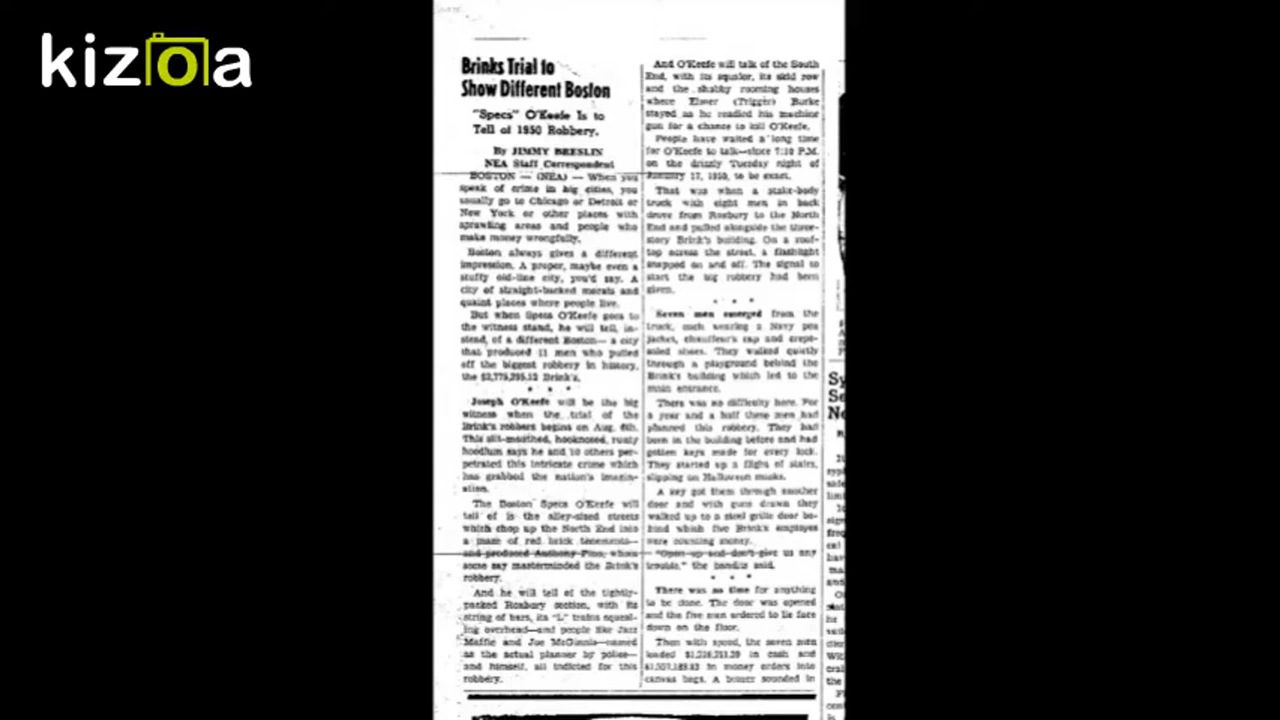 kizoa
Brinks Trial to
Show Different Boston
"Specs" O'Keefe Is to
Tell of 1950 Robbery.
By JIMMY BRESLIN
NEA Staff Correspondent
BOSTON — (NEA) — When you
speak of crime in big cities, you
usually go to Chicago or Detroit or
New York or other places with
sprawling areas and people who
make money wrongfully.
Boston always gives a different
impression. A proper, maybe even a
stuffy old-line city, you'd say. A
city of straight-backed morals and
quaint places where people live.
But when Specs O'Keefe goes to
the witness stand, he will tell, in-
stead, of a different Boston— a city
that produced 11 men who pulled
off the biggest robbery in history,
the Brink's.
* * *
Joseph O'Keefe will be the big
witness when the trial of the
Brink's robbers begins on Aug. 6th.
This slit-mouthed, hooknosed, rusty
hoodlum says he and 10 others per-
petrated this intricate crime which
has grabbed the nation's imagin-
ation.
The Boston Specs O'Keefe will
tell of is the alley-sized streets
which chop up the North End into
a maze of red brick tenements—
and produced Anthony Pino, whom
some say masterminded the Brink's
robbery.
And he will tell of the tightly-
packed Roxbury section, with its
string of bars, its "L" trains squeal-
ing overhead—and people like Jazz
Maffie and Joe McGinnis—named
as the actual planner by police—
and himself, all indicted for this
robbery.
And O'Keefe will talk of the South
End, with its squalor, its skid row
and the shabby rooming houses
where Elmer (Trigger) Burke
stayed as he readied his machine
gun for a chance to kill O'Keefe.
People have waited a long time
for O'Keefe to talk—since 7:10 P.M.
on the drizzly Tuesday night of
January 17, 1950, to be exact.
That was when a stake-body
truck with eight men in back
drove from Roxbury to the North
End and pulled alongside the three-
story Brink's building. On a roof-
top across the street, a flashlight
snapped on and off. The signal to
start the big robbery had been
given.
* * *
Seven men emerged from the
truck, each wearing a Navy pea
jacket, chauffeur's cap and crepe-
soled shoes. They walked quietly
through a playground behind the
Brink's building which led to the
main entrance.
There was no difficulty here. For
a year and a half these men had
planned this robbery. They had
been in the building before and had
gotten keys made for every lock.
They started up a flight of stairs,
slipping on Halloween masks.
A key got them through another
door and with guns drawn they
walked up to a steel grille door be-
hind which five Brink's employes
were counting money.
"Open up and don't give us any
trouble," the bandits said.
* * *
There was no time for anything
to be done. The door was opened
and the five men ordered to lie face
down on the floor.
Then with speed, the seven men
loaded in cash and
in money orders into
canvas bags. A buzzer sounded in